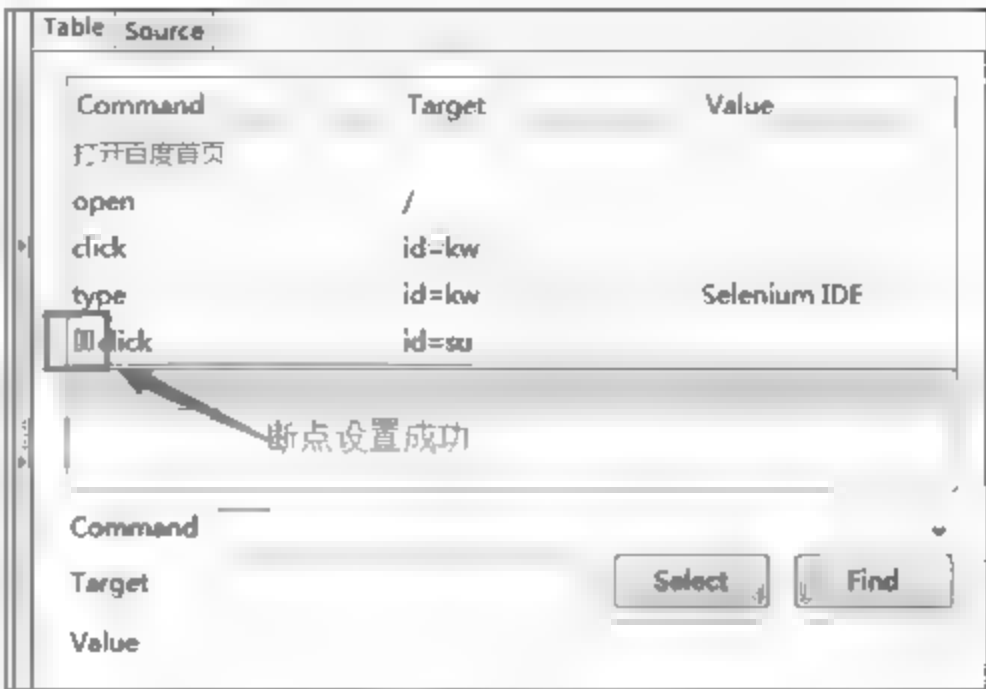 Table Source
Command Target Value
打开百度首页
open /
click id=kw
type id=kw Selenium IDE
click id=su
断点设置成功
Command
Target Select Find
Value